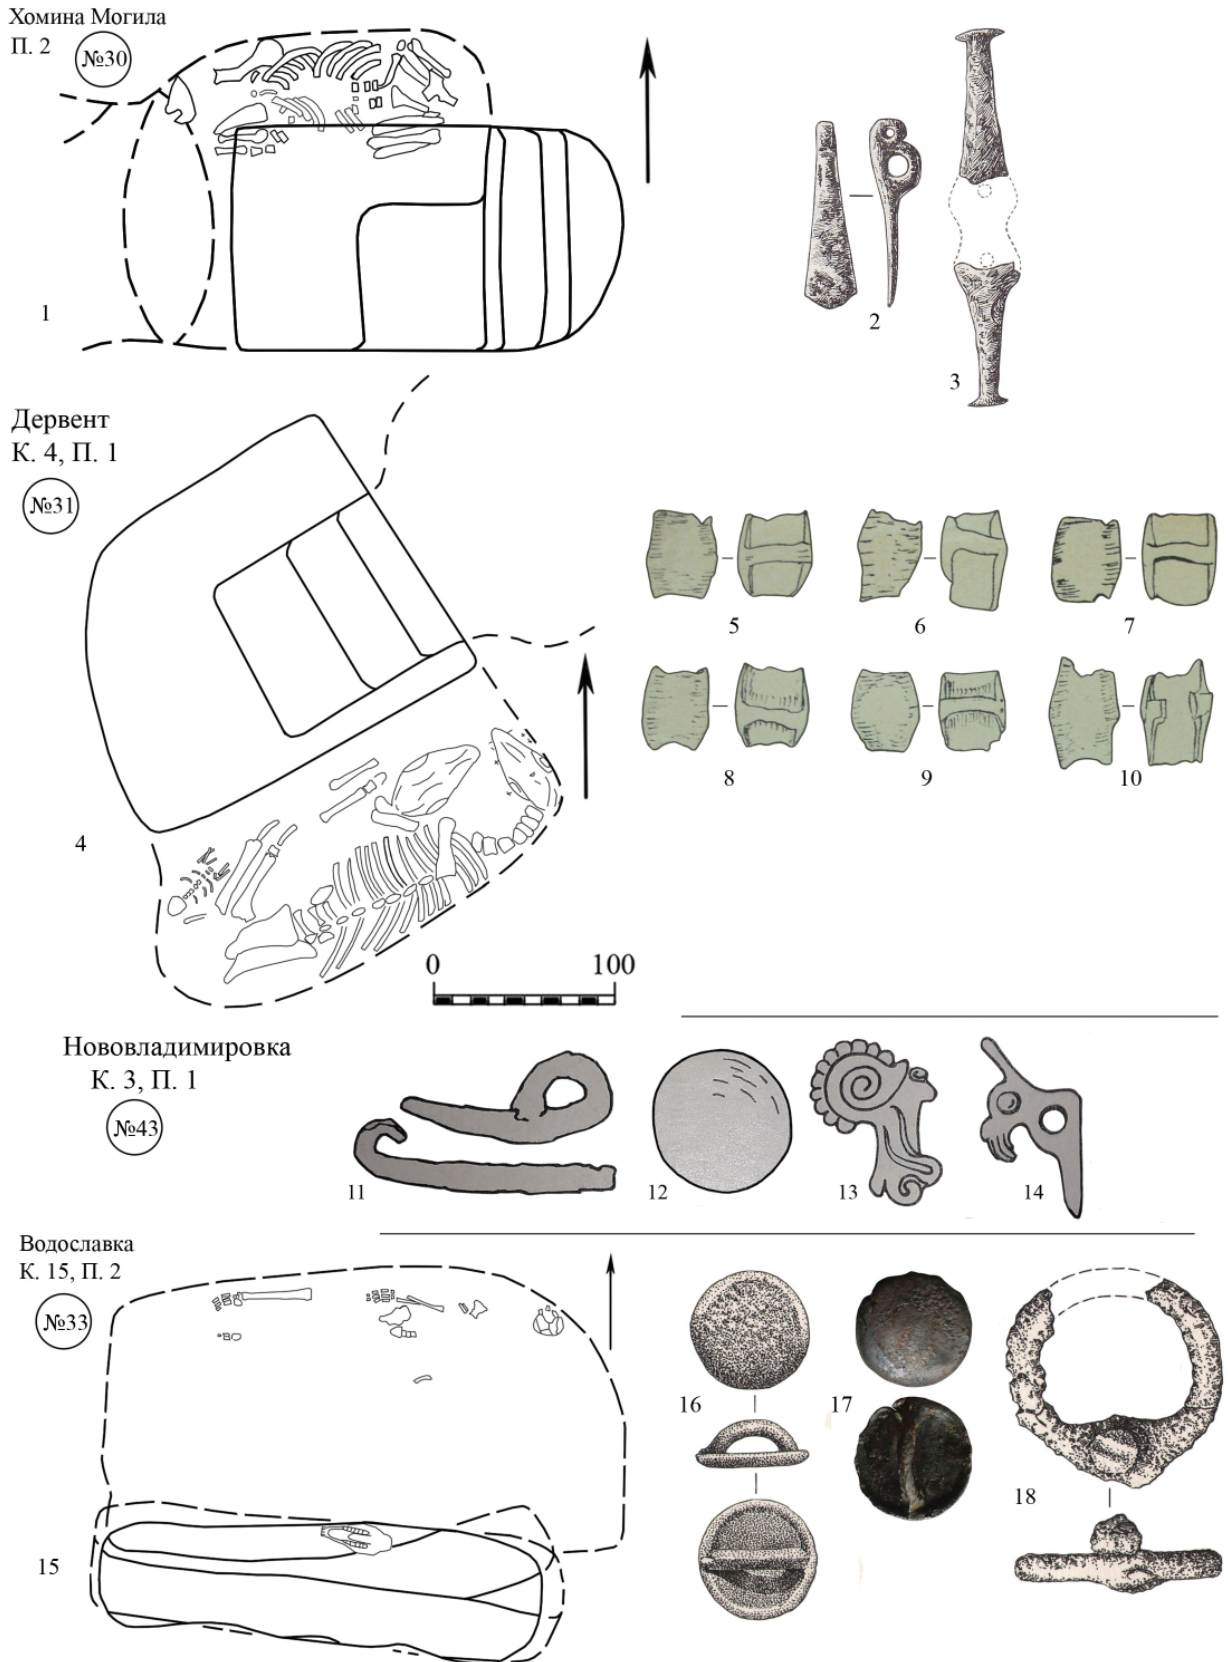 Хомина Могила
П. 2
№30
1
2
3
Дервент
К. 4, П. 1
№31
5
6
7
8
9
10
4
0 100
Нововладимировка
К. 3, П. 1
№43
11
12
13
14
Водославка
К. 15, П. 2
№33
16
17
18
15